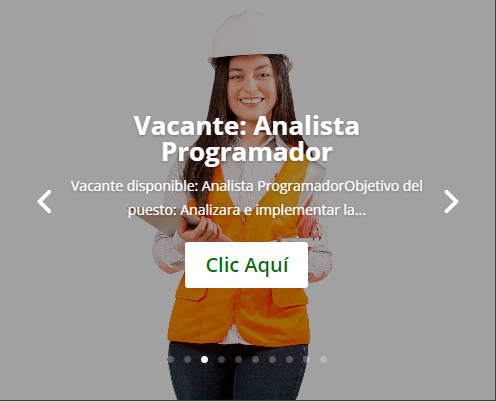 Vacante: Analista
Programador
Vacante disponible: Analista ProgramadorObjetivo del
puesto: Analizara e implementar la...
Clic Aquí